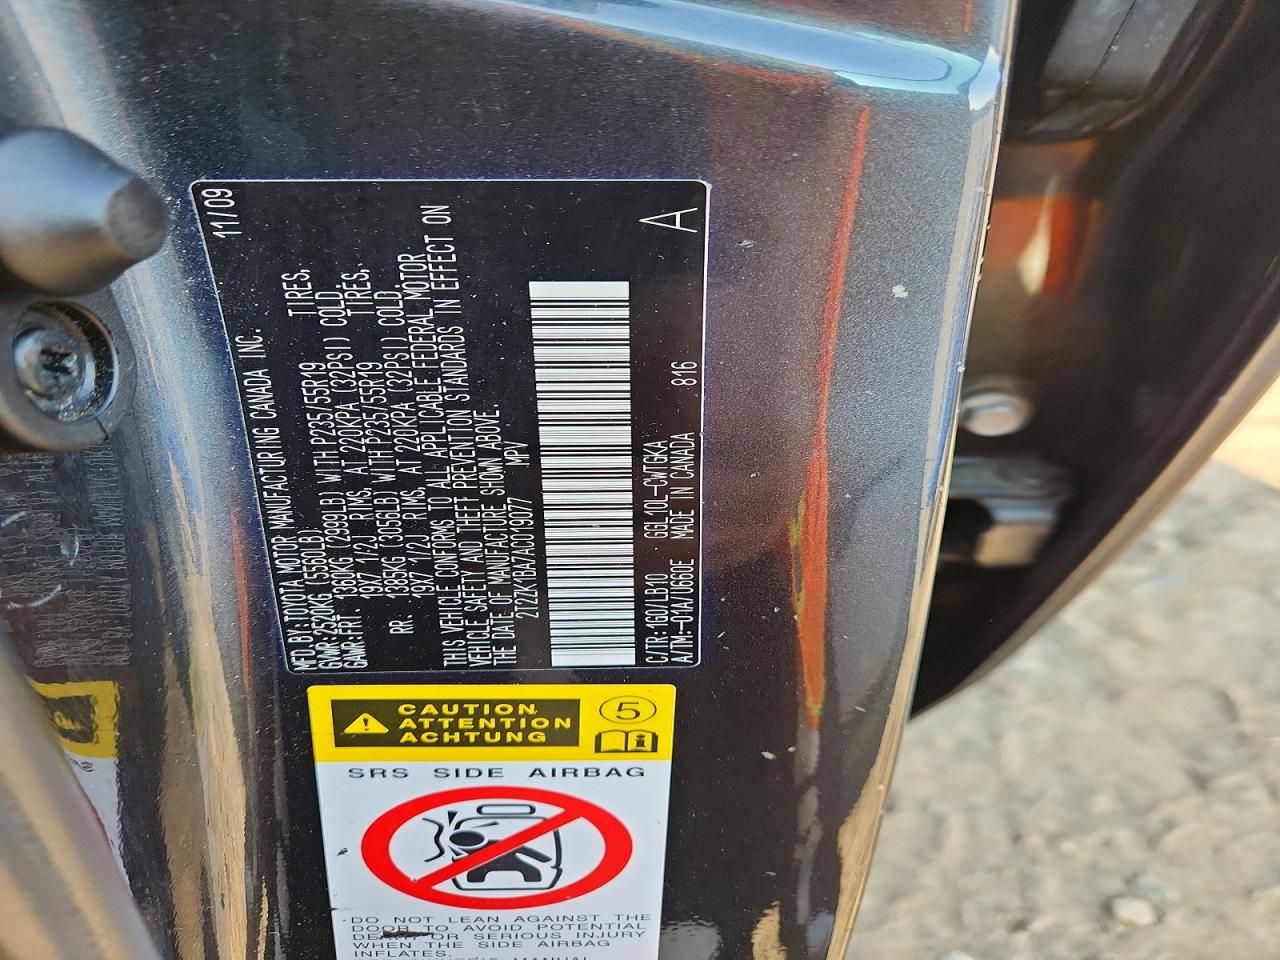 MFD.BY:TOYOTA MOTOR MANUFACTURING CANADA INC. 11/09
GVWR:2520KG (5560LB)
GAWR:FRT. 1360KG (2998LB) WITH P235/55R19 TIRES,
19X7 1/2J RIMS, AT 220KPA (32PSI) COLD.
RR. 1385KG (3056LB) WITH P235/55R19 TIRES,
19X7 1/2J RIMS, AT 220KPA (32PSI) COLD.
THIS VEHICLE CONFORMS TO ALL APPLICABLE FEDERAL MOTOR
VEHICLE SAFETY AND THEFT PREVENTION STANDARDS IN EFFECT ON
THE DATE OF MANUFACTURE SHOWN ABOVE.
2T2ZK1BA7AC019077 MPV
C/TR:1G0/LB10 GGL10L-CWTGKA 816 A
A/TM:-01A/U660E MADE IN CANADA
CAUTION
ATTENTION
ACHTUNG
5
SRS SIDE AIRBAG
DO NOT LEAN AGAINST THE
DOOR TO AVOID POTENTIAL
OR SERIOUS INJURY
WHEN THE SIDE AIRBAG
INFLATES.